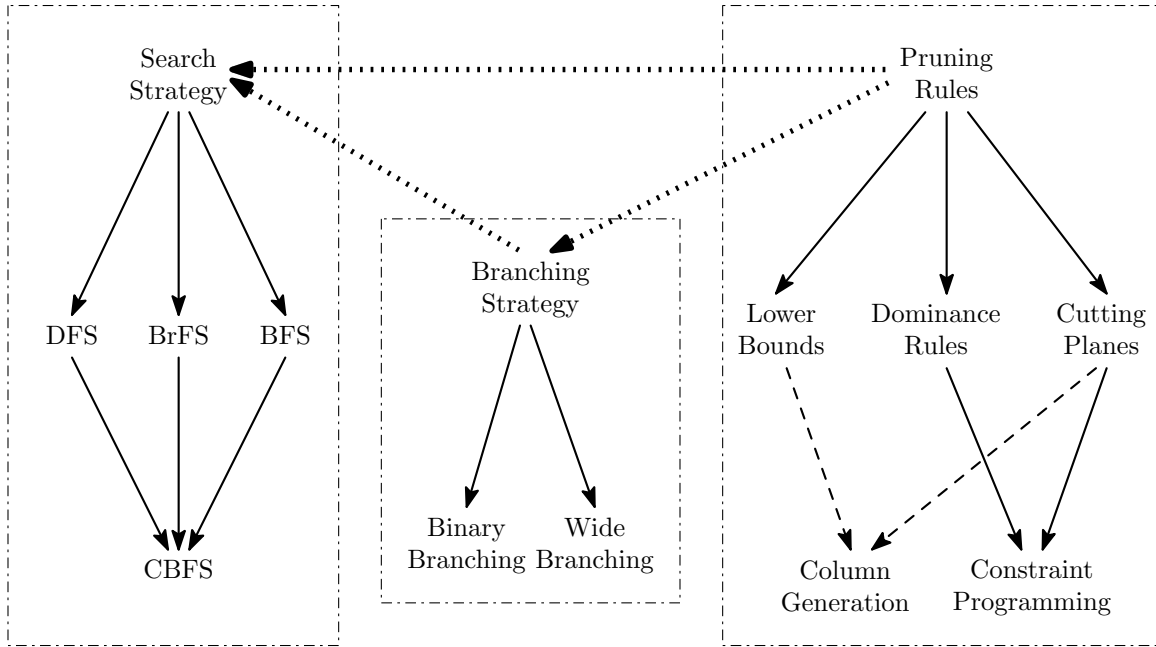 Search
Strategy
Pruning
Rules
Branching
Strategy
DFS
BrFS
BFS
Lower
Bounds
Dominance
Rules
Cutting
Planes
Binary
Branching
Wide
Branching
CBFS
Column
Generation
Constraint
Programming